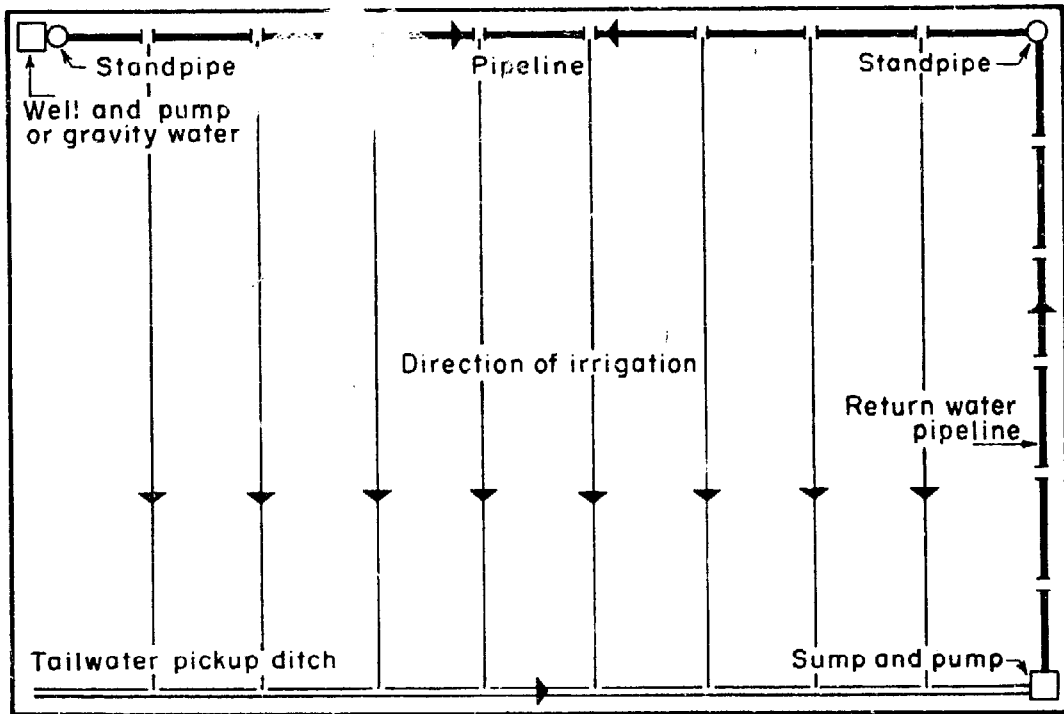 Standpipe
Pipeline
Standpipe
Well and pump
or gravity water
Direction of irrigation
Return water
pipeline
Tailwater pickup ditch
Sump and pump